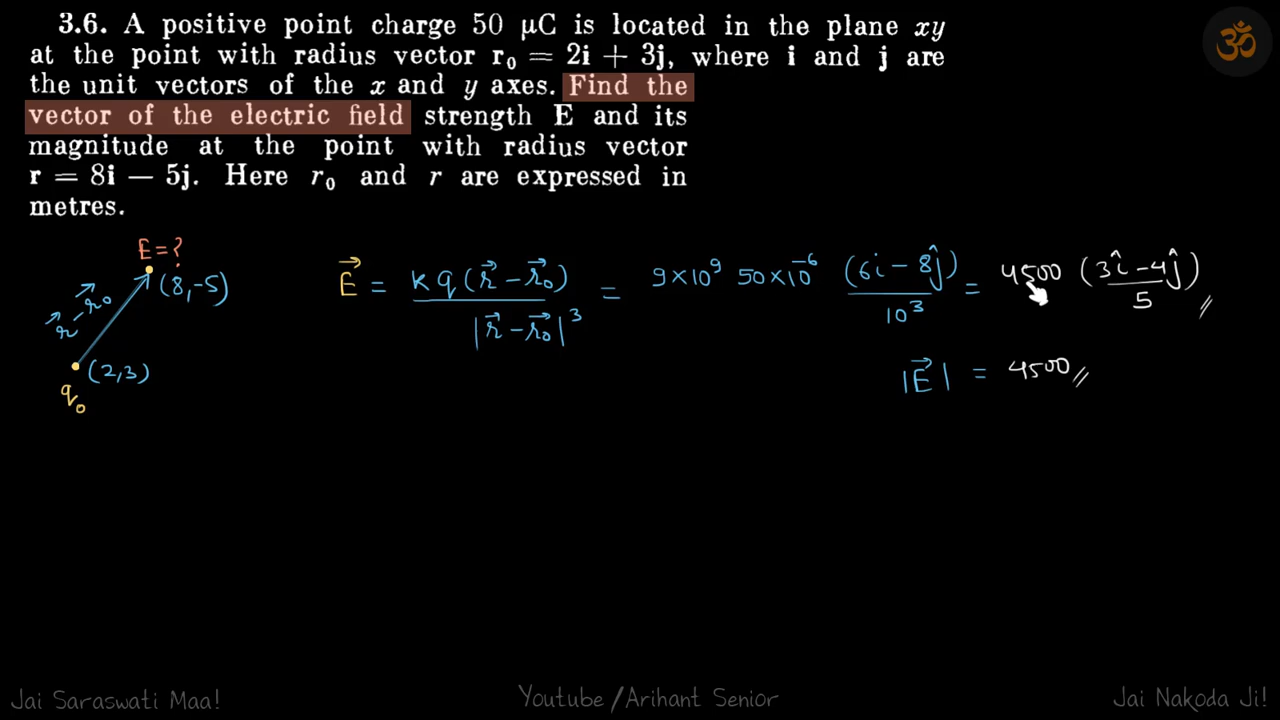 3.6. A positive point charge 50 μC is located in the plane xy
at the point with radius vector r₀ = 2i + 3j, where i and j are
the unit vectors of the x and y axes. Find the
vector of the electric field strength E and its
magnitude at the point with radius vector
r = 8i — 5j. Here r₀ and r are expressed in
metres.
E=?
(8,-5)
r⃗-r₀⃗
(2,3)
q₀
E⃗ = kq(r⃗-r₀⃗) / |r⃗-r₀⃗|³ = 9×10⁹ 50×10⁻⁶ (6i-8ĵ) / 10³ = 4500 (3î-4ĵ) / 5 //
|E⃗| = 4500 //
Jai Saraswati Maa!
Youtube/Arihant Senior
Jai Nakoda Ji!
ॐ